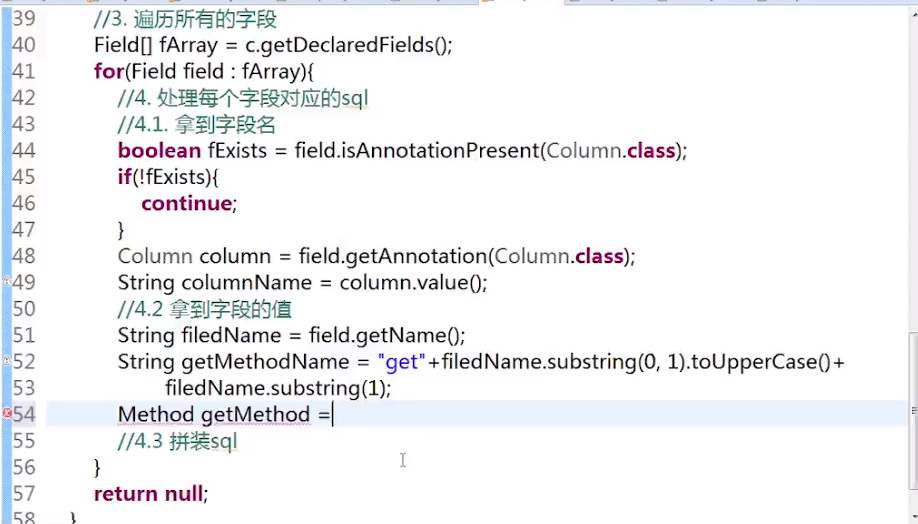 39 //3. 遍历所有的字段
40 Field[] fArray = c.getDeclaredFields();
41 for(Field field : fArray){
42 //4. 处理每个字段对应的sql
43 //4.1. 拿到字段名
44 boolean fExists = field.isAnnotationPresent(Column.class);
45 if(!fExists){
46 continue;
47 }
48 Column column = field.getAnnotation(Column.class);
49 String columnName = column.value();
50 //4.2 拿到字段的值
51 String filedName = field.getName();
52 String getMethodName = "get"+filedName.substring(0, 1).toUpperCase()+
53 filedName.substring(1);
54 Method getMethod =
55 //4.3 拼装sql
56 }
57 return null;
58 }